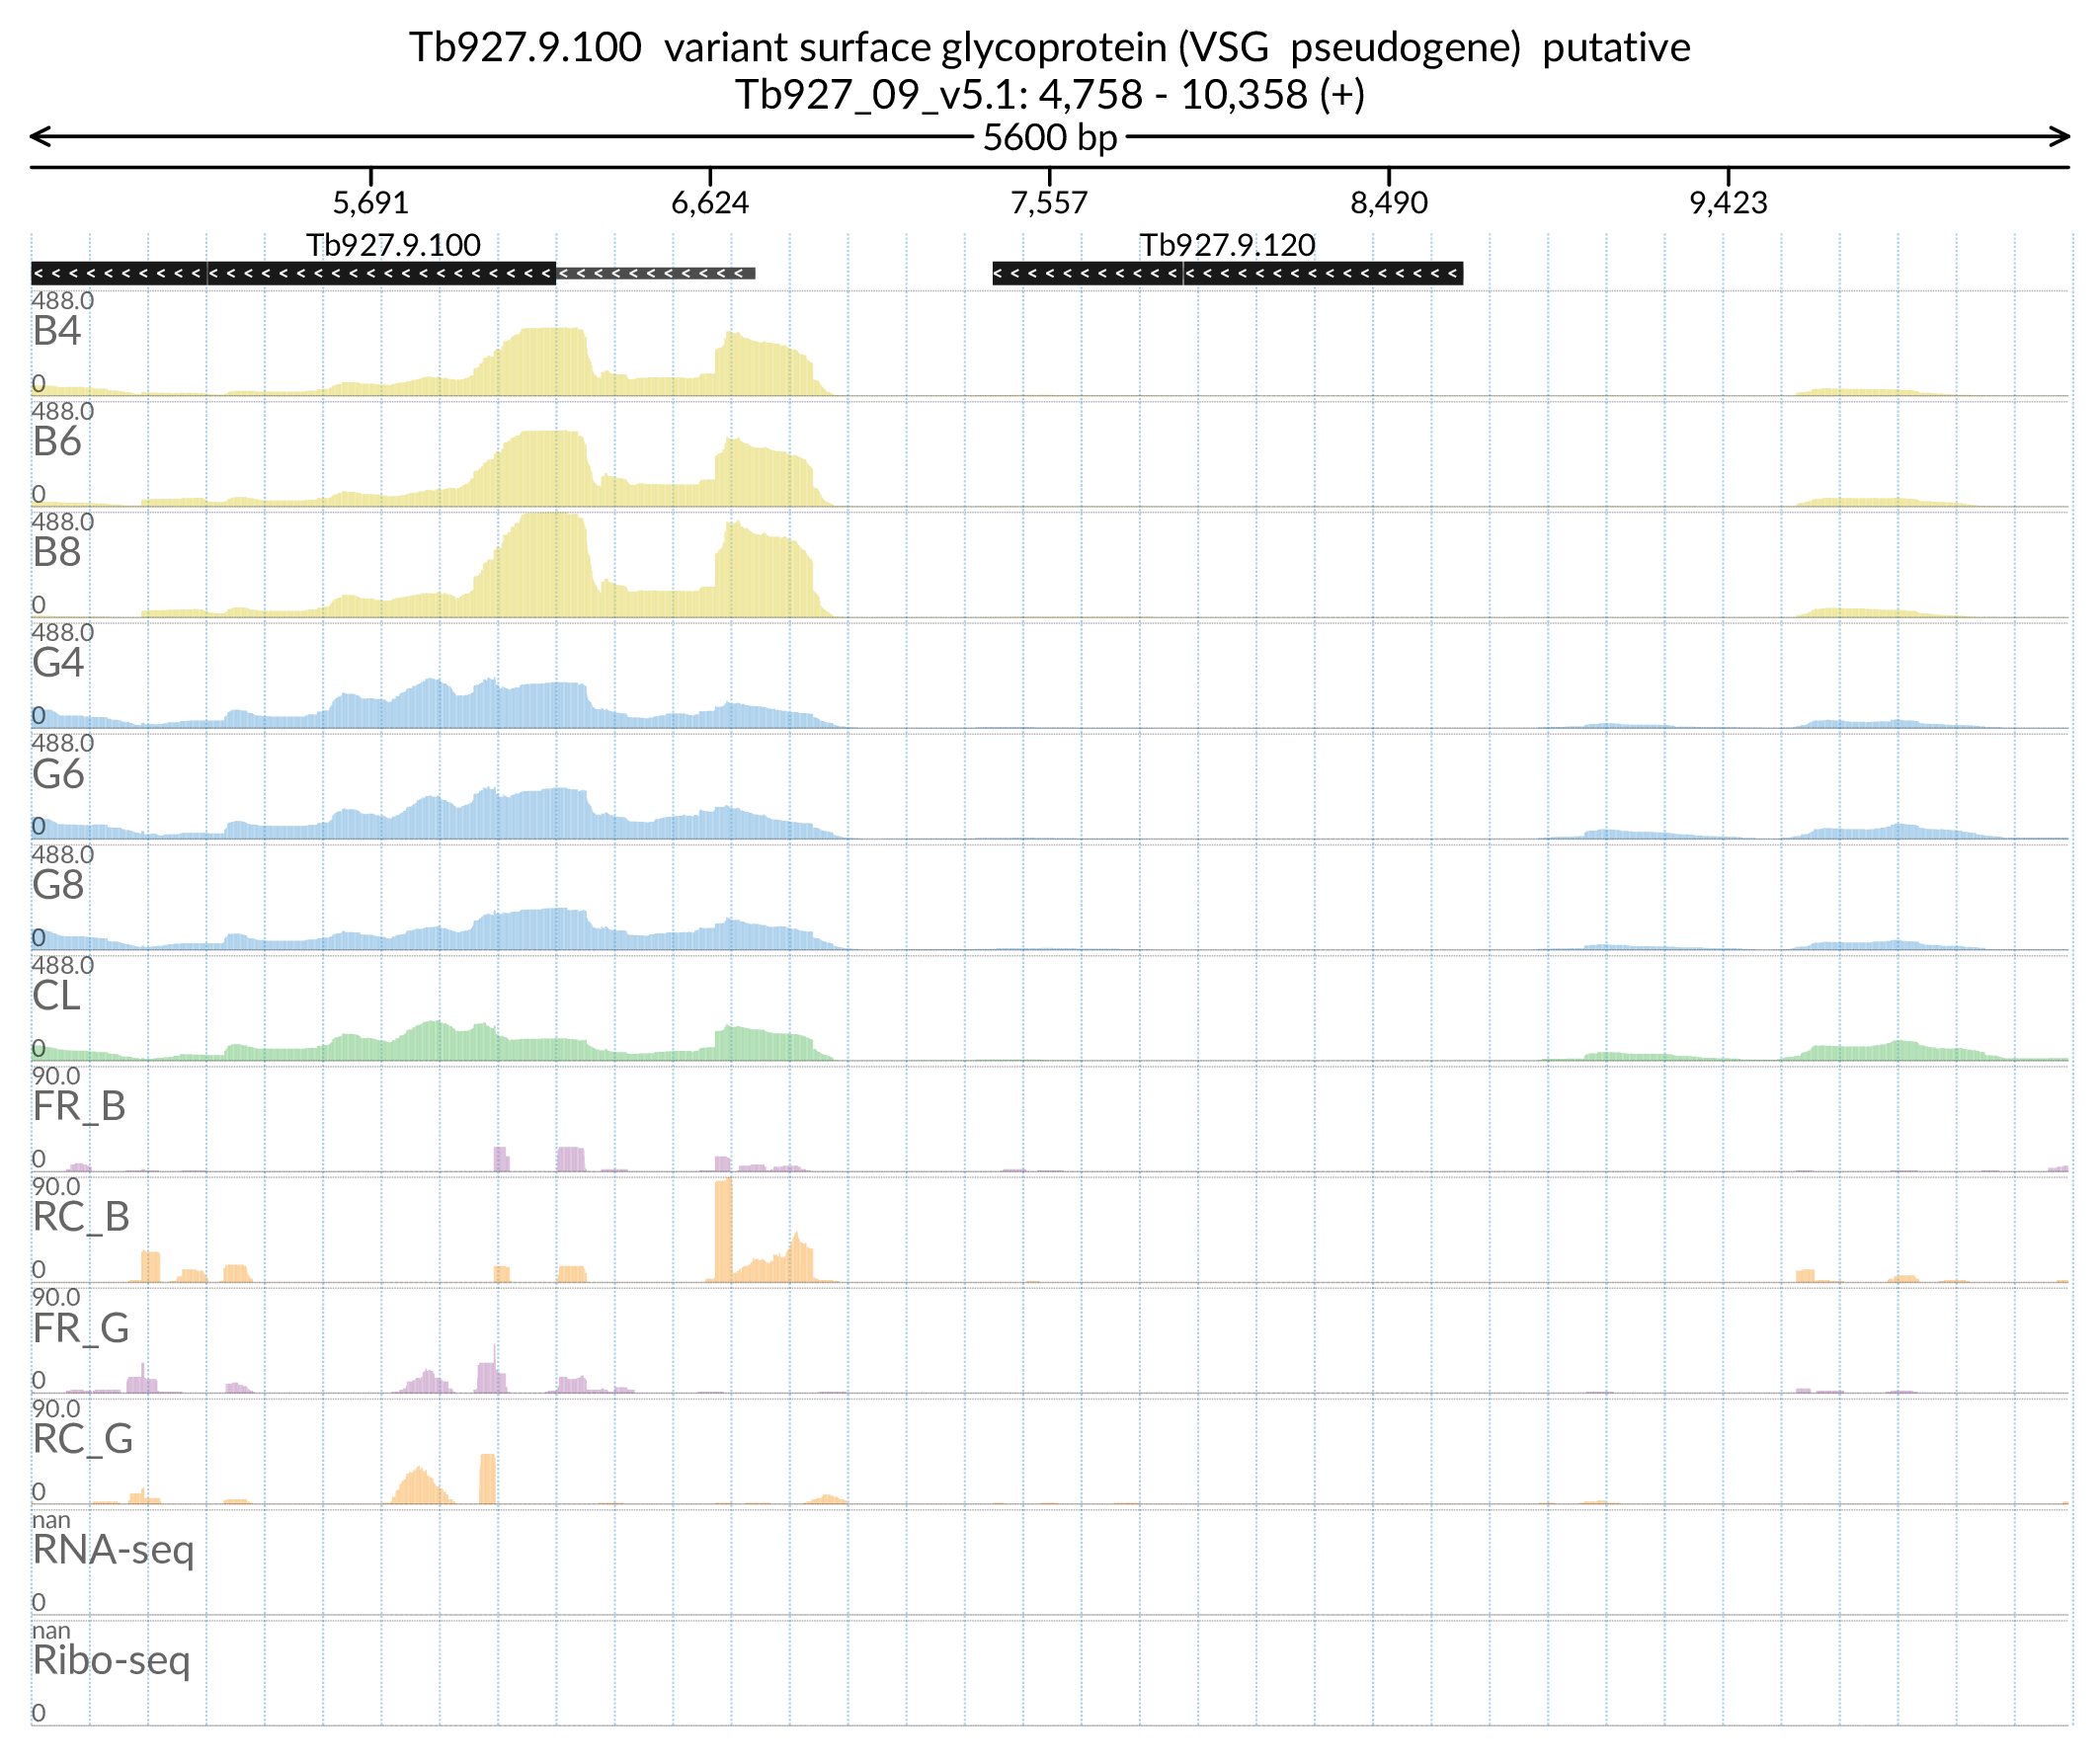 Tb927.9.100  variant surface glycoprotein (VSG  pseudogene)  putative
Tb927_09_v5.1: 4,758 - 10,358 (+)
5600 bp
5,691 6,624 7,557 8,490 9,423
Tb927.9.100 Tb927.9.120
488.0
B4
0
488.0
B6
0
488.0
B8
0
488.0
G4
0
488.0
G6
0
488.0
G8
0
488.0
CL
0
90.0
FR_B
0
90.0
RC_B
0
90.0
FR_G
0
90.0
RC_G
0
nan
RNA-seq
0
nan
Ribo-seq
0